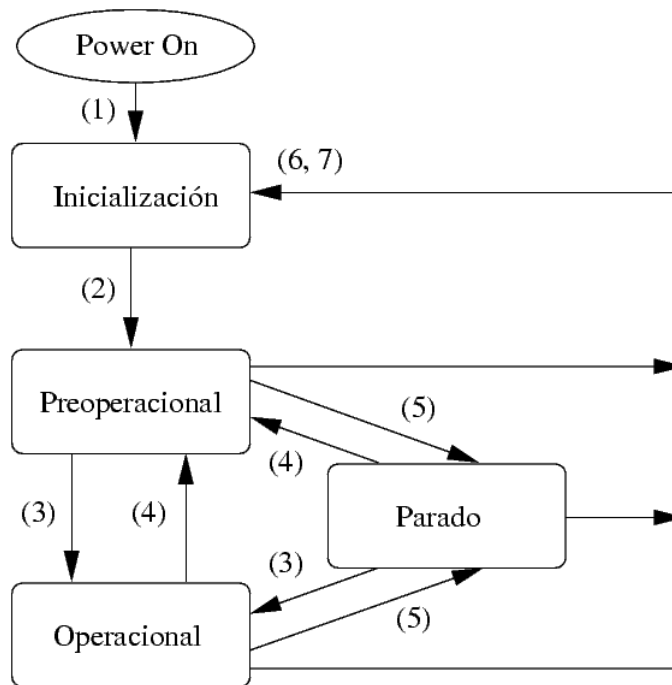 Power On
(1)
(6, 7)
Inicialización
(2)
Preoperacional
(5)
(4)
(3)
(4)
Parado
(3)
Operacional
(5)